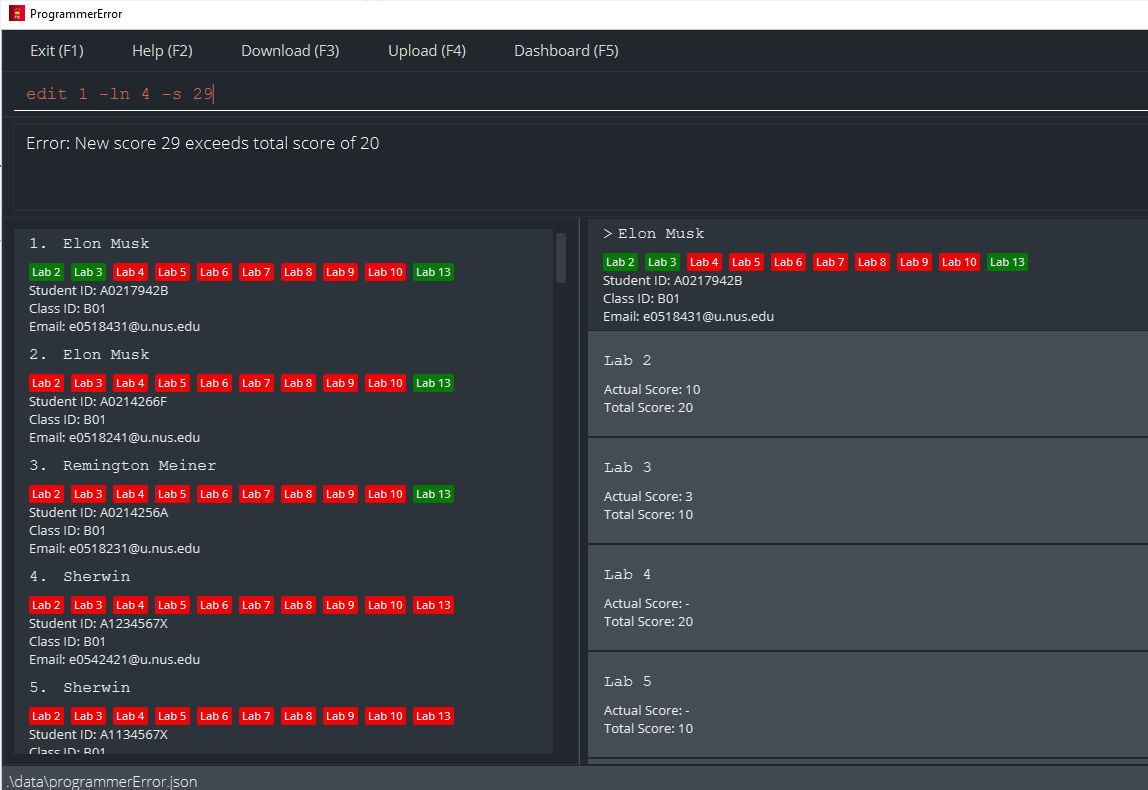 ProgrammerError
Exit (F1) Help (F2) Download (F3) Upload (F4) Dashboard (F5)
edit 1 -ln 4 -s 29
Error: New score 29 exceeds total score of 20
1. Elon Musk
Lab 2 Lab 3 Lab 4 Lab 5 Lab 6 Lab 7 Lab 8 Lab 9 Lab 10 Lab 13
Student ID: A0217942B
Class ID: B01
Email: e0518431@u.nus.edu
2. Elon Musk
Lab 2 Lab 3 Lab 4 Lab 5 Lab 6 Lab 7 Lab 8 Lab 9 Lab 10 Lab 13
Student ID: A0214266F
Class ID: B01
Email: e0518241@u.nus.edu
3. Remington Meiner
Lab 2 Lab 3 Lab 4 Lab 5 Lab 6 Lab 7 Lab 8 Lab 9 Lab 10 Lab 13
Student ID: A0214256A
Class ID: B01
Email: e0518231@u.nus.edu
4. Sherwin
Lab 2 Lab 3 Lab 4 Lab 5 Lab 6 Lab 7 Lab 8 Lab 9 Lab 10 Lab 13
Student ID: A1234567X
Class ID: B01
Email: e0542421@u.nus.edu
5. Sherwin
Lab 2 Lab 3 Lab 4 Lab 5 Lab 6 Lab 7 Lab 8 Lab 9 Lab 10 Lab 13
Student ID: A1134567X
Class ID: B01
> Elon Musk
Lab 2 Lab 3 Lab 4 Lab 5 Lab 6 Lab 7 Lab 8 Lab 9 Lab 10 Lab 13
Student ID: A0217942B
Class ID: B01
Email: e0518431@u.nus.edu
Lab 2
Actual Score: 10
Total Score: 20
Lab 3
Actual Score: 3
Total Score: 10
Lab 4
Actual Score: -
Total Score: 20
Lab 5
Actual Score: -
Total Score: 10
.\data\programmerError.json